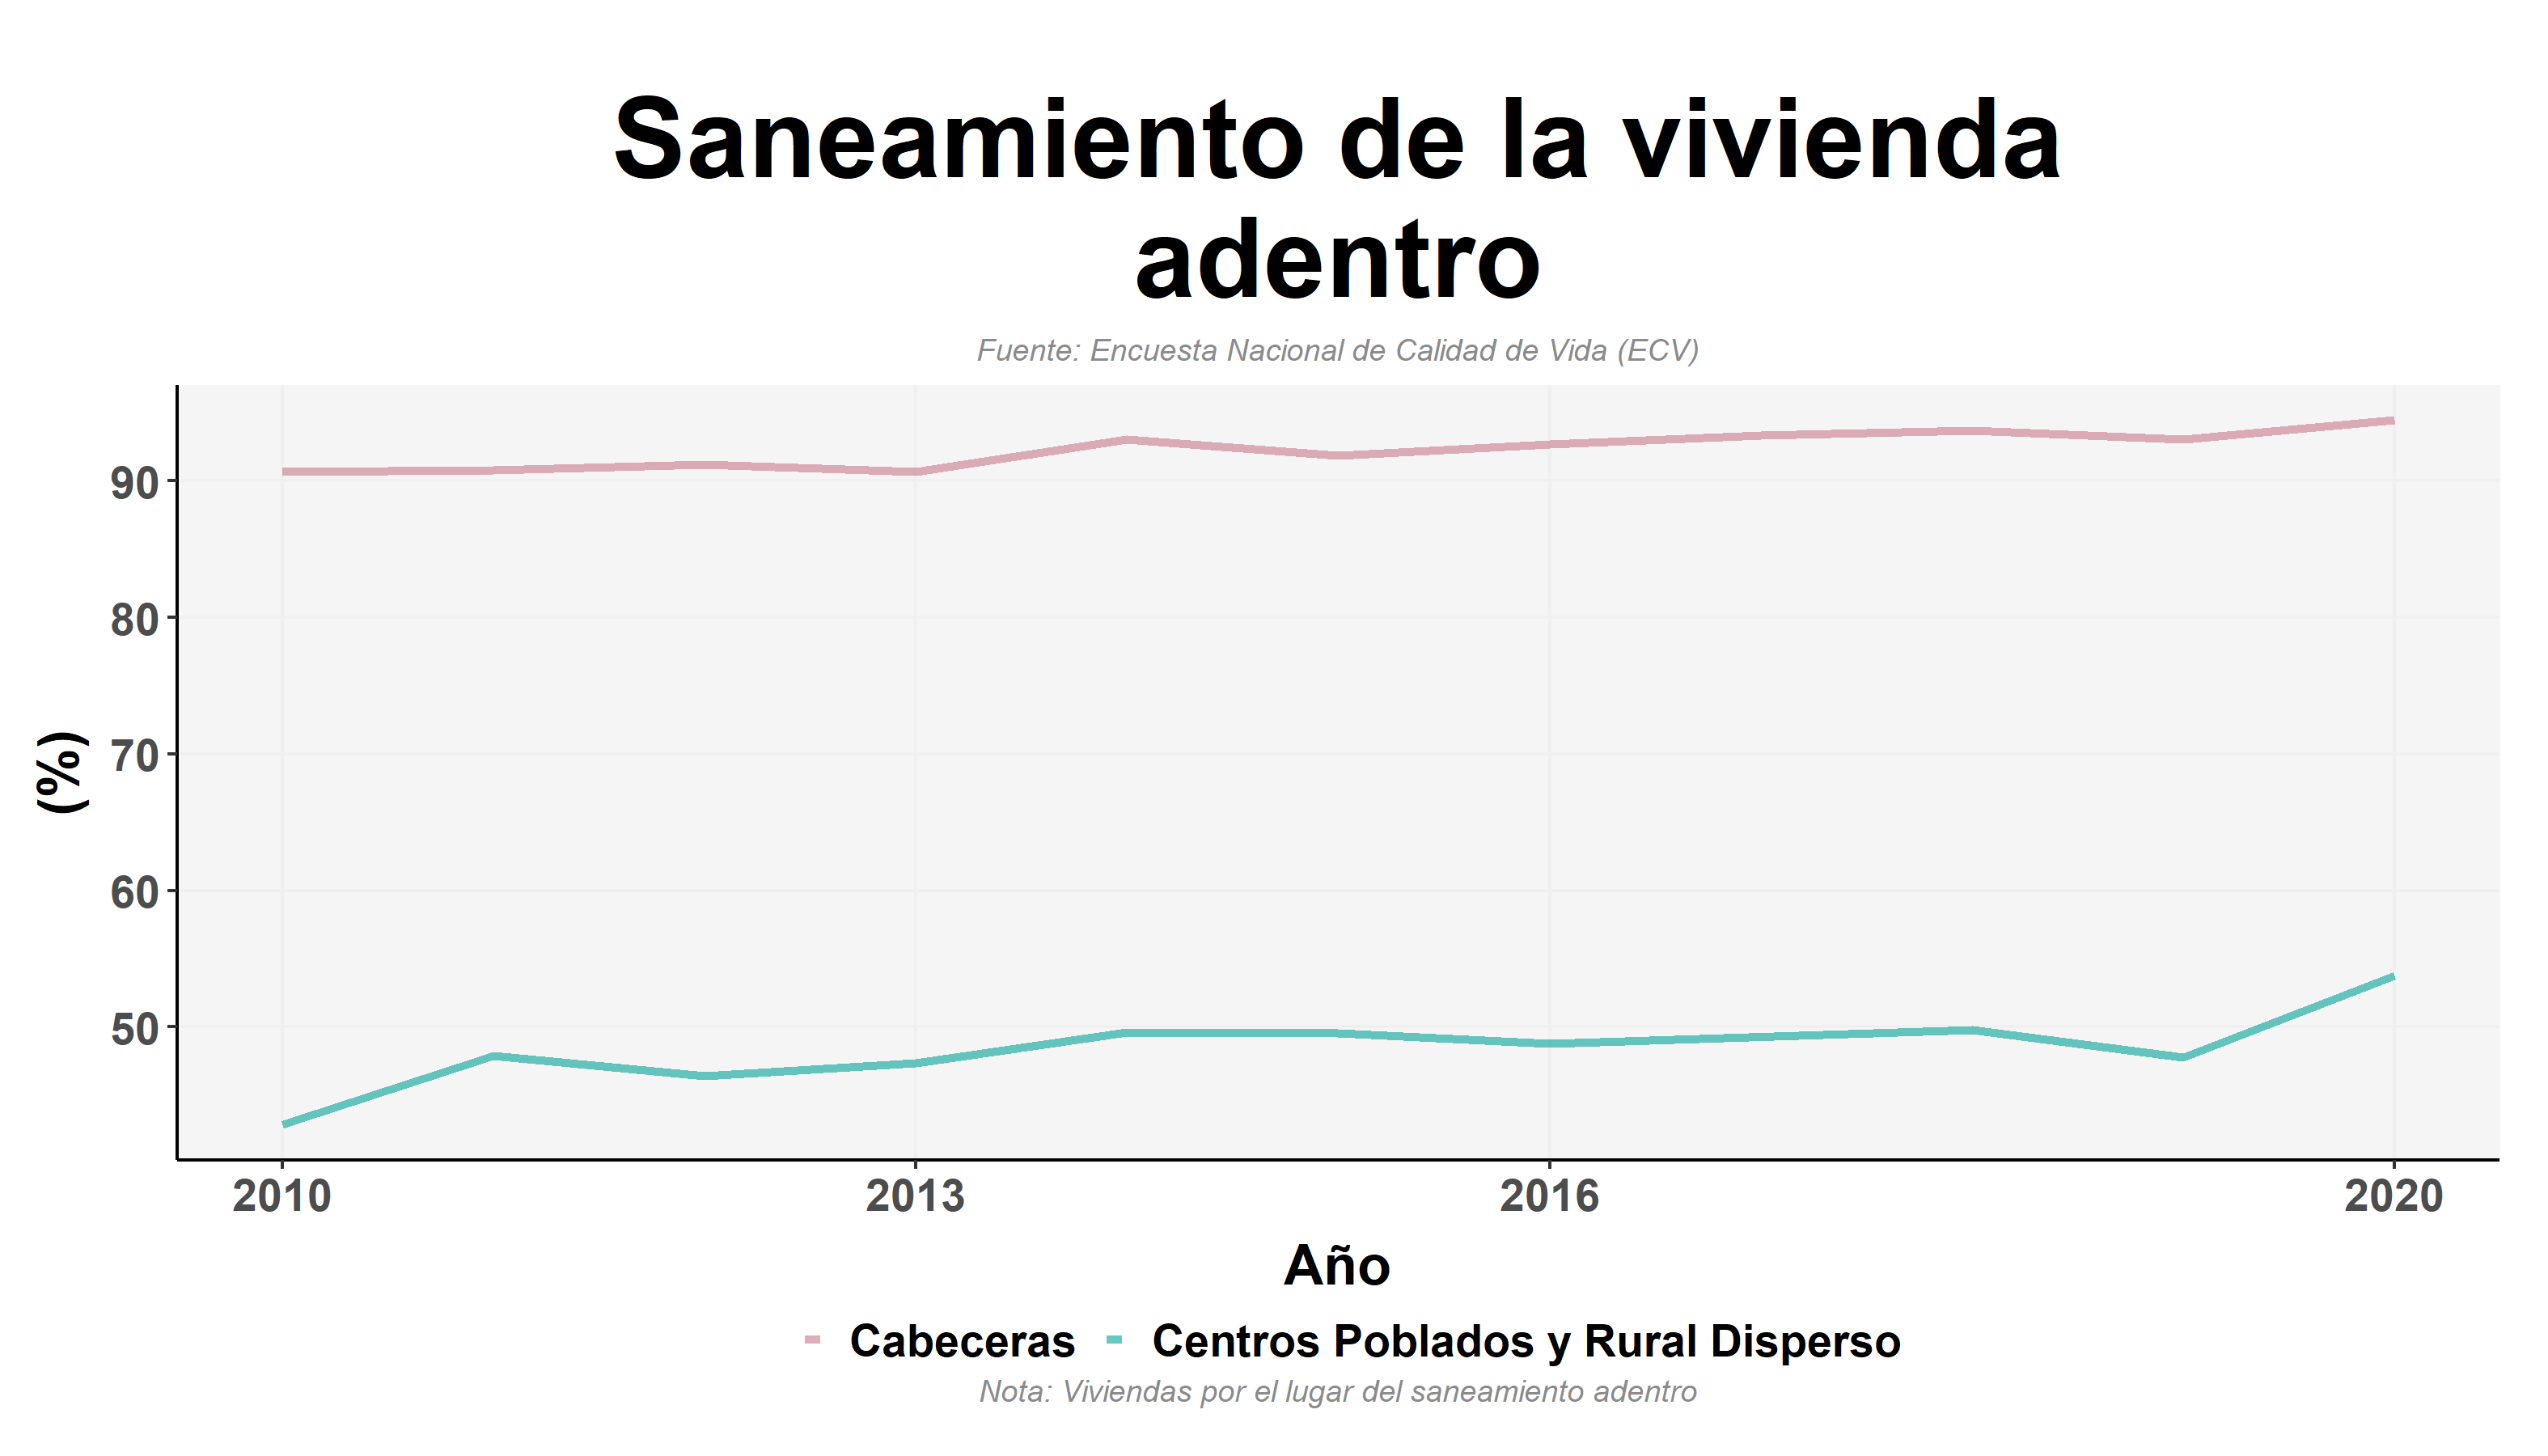 Saneamiento de la vivienda
adentro
Fuente: Encuesta Nacional de Calidad de Vida (ECV)
90
80
70
60
50
(%)
2010 2013 2016 2020
Año
Cabeceras Centros Poblados y Rural Disperso
Nota: Viviendas por el lugar del saneamiento adentro